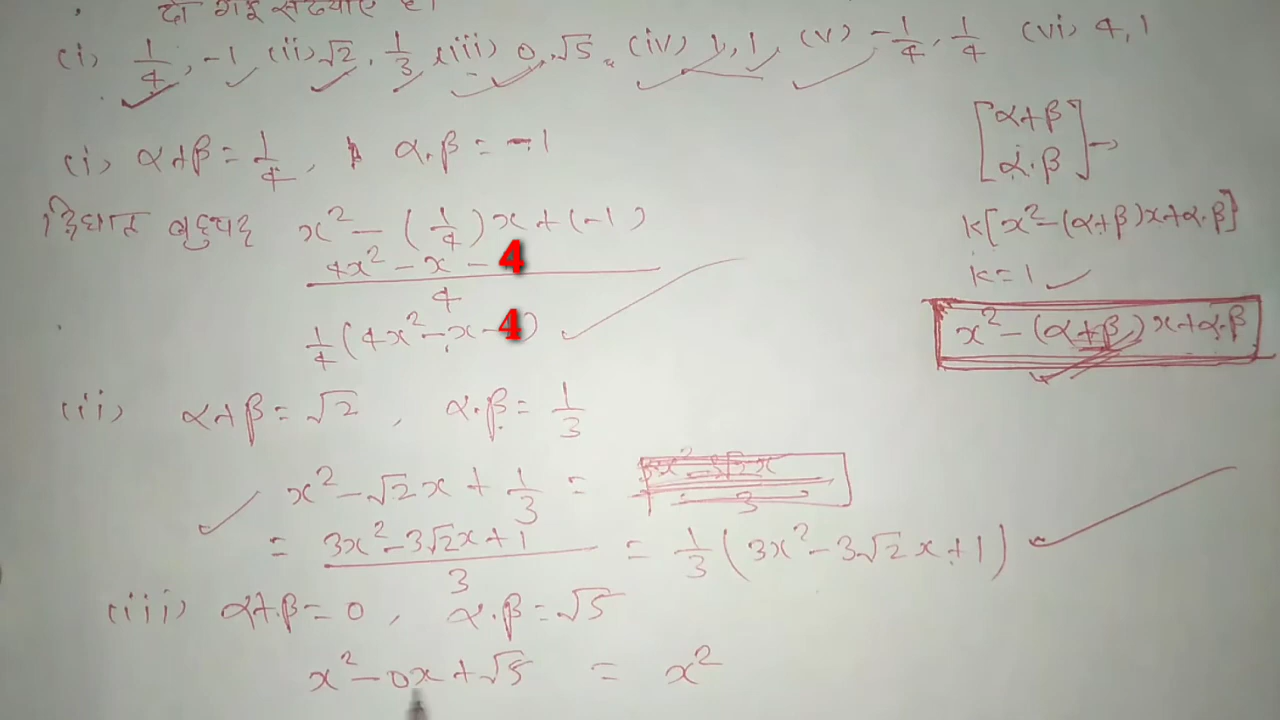 दो गई संख्याएँ हैं।
(i) 1/4, -1 (ii) √2, 1/3, (iii) 0, √5, (iv) 1, 1, (v) -1/4, 1/4 (vi) 4, 1
(i) α+β = 1/4, α.β = -1
द्विघात बहुपद x² - (1/4)x + (-1)
4x² - x - 4
4
1/4 (4x² - x - 4)
[α+β
α.β] →
k[x² - (α+β)x + α.β]
k = 1
x² - (α+β)x + α.β
(ii) α+β = √2, α.β = 1/3
x² - √2x + 1/3 =
= 3x² - 3√2x + 1 / 3 = 1/3 (3x² - 3√2x + 1)
(iii) α+β = 0, α.β = √5
x² - 0x + √5 = x²